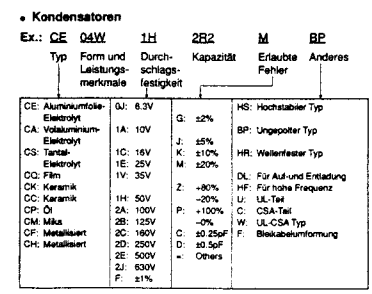 • Kondensatoren
Ex.: CE 04W 1H 2R2 M BP
Typ Form und Leistungs-merkmale Durch-schlags-festigkeit Kapazität Erlaubte Fehler Anderes
CE: Aluminiumfolie-Elektrolyt
CA: Volaluminium-Elektrolyt
CS: Tantal-Elektrolyt
CQ: Film
CK: Keramik
CC: Keramik
CP: Öl
CM: Mika
CF: Metallisiert
CH: Metallisiert
0J: 6.3V
1A: 10V
1C: 16V
1E: 25V
1V: 35V
1H: 50V
2A: 100V
2B: 125V
2C: 160V
2D: 250V
2E: 500V
2J: 630V
F: ±1%
G: ±2%
J: ±5%
K: ±10%
M: ±20%
Z: +80%
−20%
P: +100%
−0%
C: ±0.25pF
D: ±0.5pF
=: Others
HS: Hochstabiler Typ
BP: Ungepolter Typ
HR: Wellenfester Typ
DL: Für Auf-und Entladung
HF: Für hohe Frequenz
U: UL-Teil
C: CSA-Teil
W: UL-CSA Typ
F: Bleikabelumformung